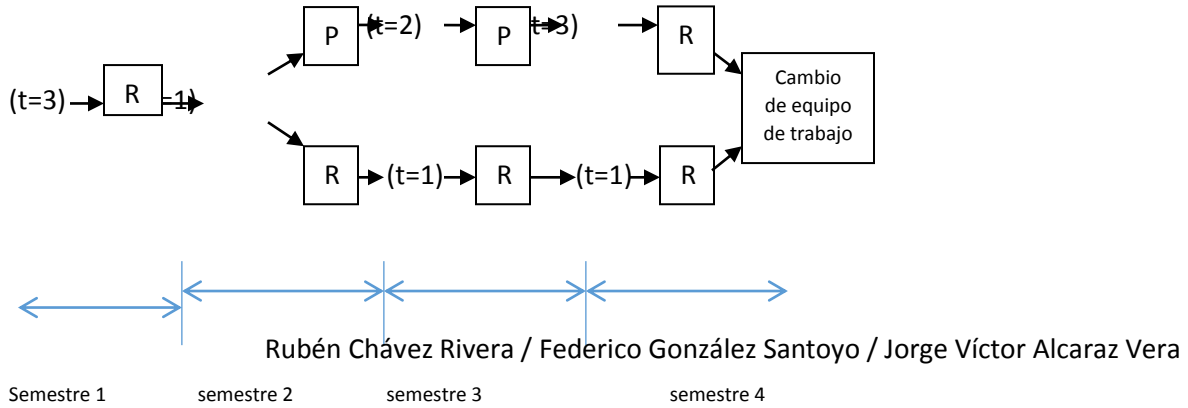 P (t=2) P t=3) R
Cambio
de equipo
de trabajo
(t=3) R =1)
R (t=1) R (t=1) R
Rubén Chávez Rivera / Federico González Santoyo / Jorge Víctor Alcaraz Vera
Semestre 1 semestre 2 semestre 3 semestre 4